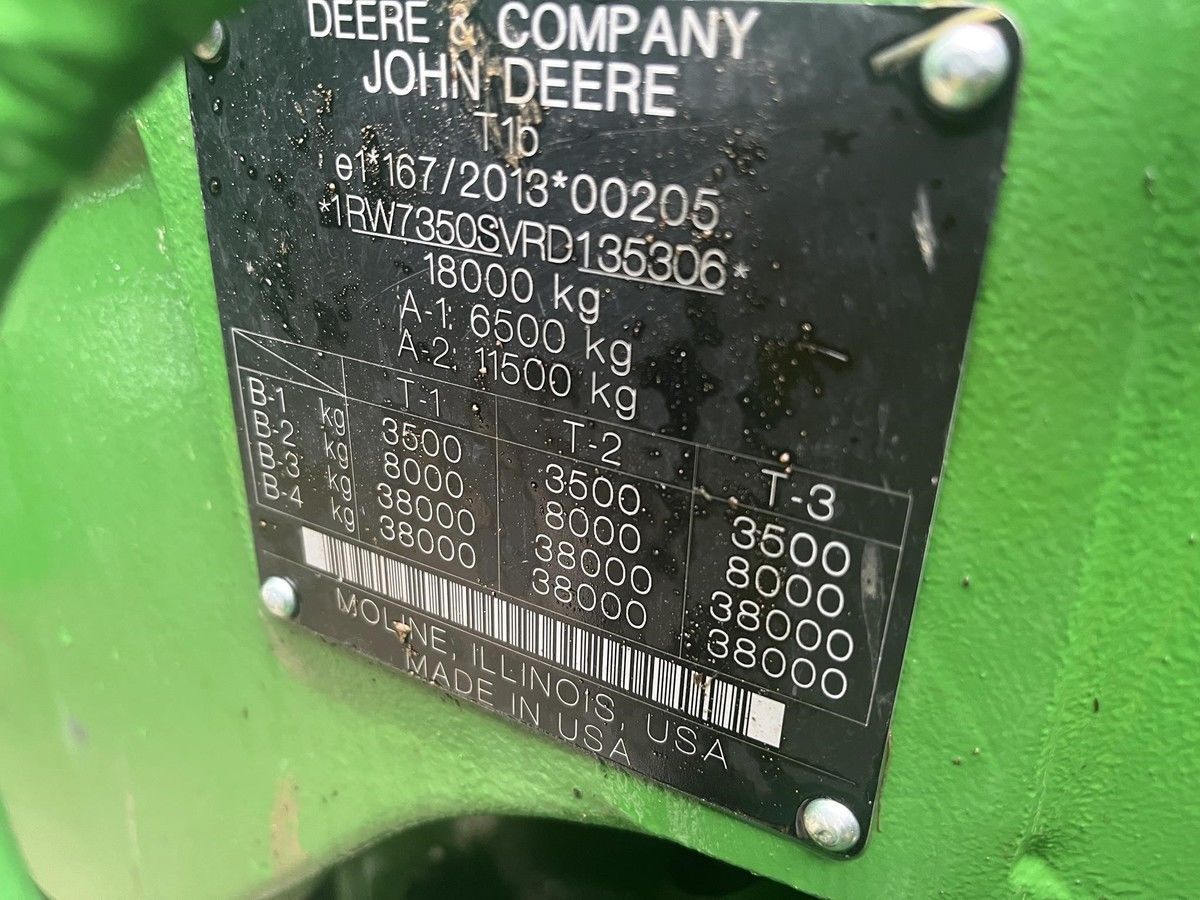 DEERE & COMPANY
JOHN DEERE
T1b
e1*167/2013*00205
*1RW7350SVRD135306*
18000 kg
A-1: 6500 kg
A-2: 11500 kg
T-1 T-2 T-3
B-1 kg 3500 3500 3500
B-2 kg 8000 8000 8000
B-3 kg 38000 38000 38000
B-4 kg 38000 38000 38000
MOLINE, ILLINOIS, USA
MADE IN USA